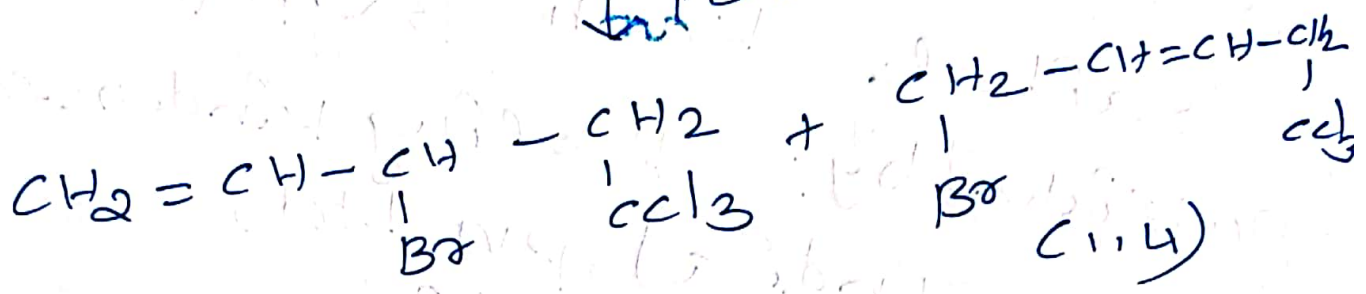 CH2 = CH - CH - CH2 + CH2 - CH = CH - CH2
Br CCl3 Br CCl3
(1,4)